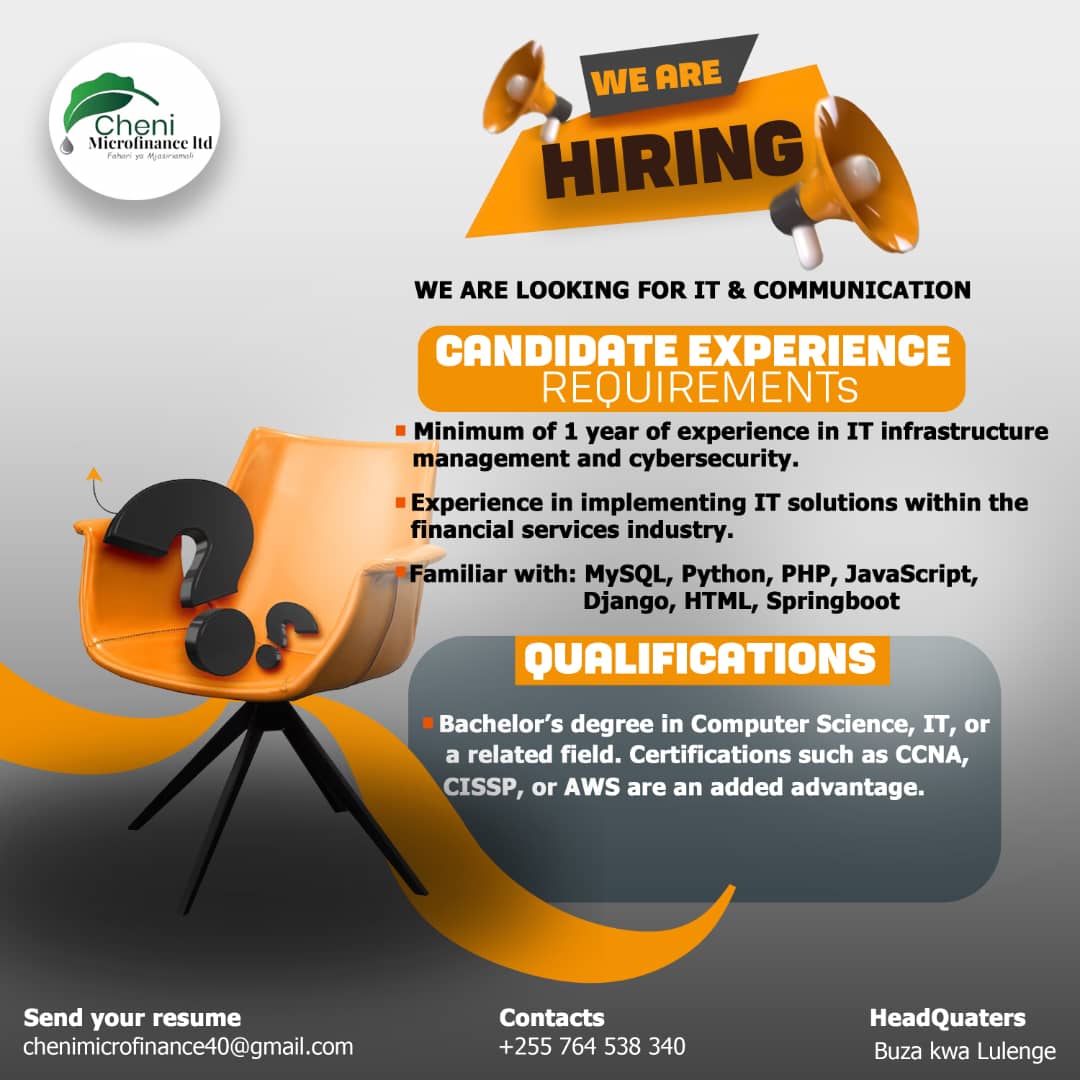 Cheni
Microfinance ltd
Fahari ya Mjasiriamali
WE ARE
HIRING
WE ARE LOOKING FOR IT & COMMUNICATION
CANDIDATE EXPERIENCE
REQUIREMENTs
Minimum of 1 year of experience in IT infrastructure
management and cybersecurity.
Experience in implementing IT solutions within the
financial services industry.
Familiar with: MySQL, Python, PHP, JavaScript,
Django, HTML, Springboot
QUALIFICATIONS
Bachelor’s degree in Computer Science, IT, or
a related field. Certifications such as CCNA,
CISSP, or AWS are an added advantage.
Send your resume
chenimicrofinance40@gmail.com
Contacts
+255 764 538 340
HeadQuaters
Buza kwa Lulenge